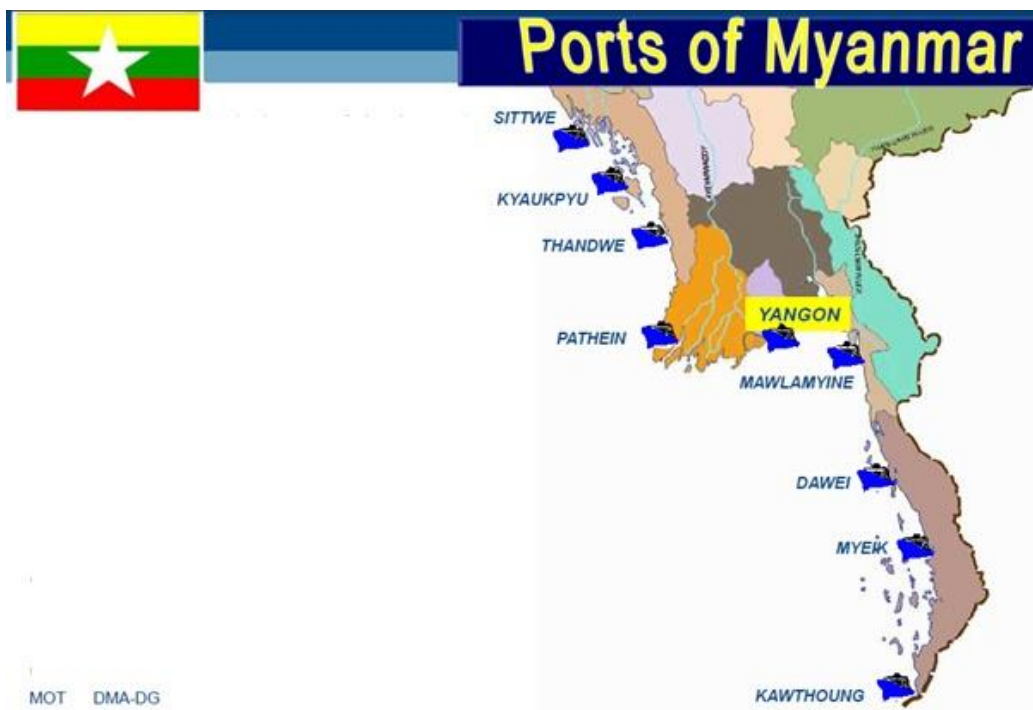 Ports of Myanmar
SITTWE
KYAUKPYU
THANDWE
YANGON
PATHEIN
MAWLAMYINE
DAWEI
MYEIK
KAWTHOUNG
MOT DMA-DG